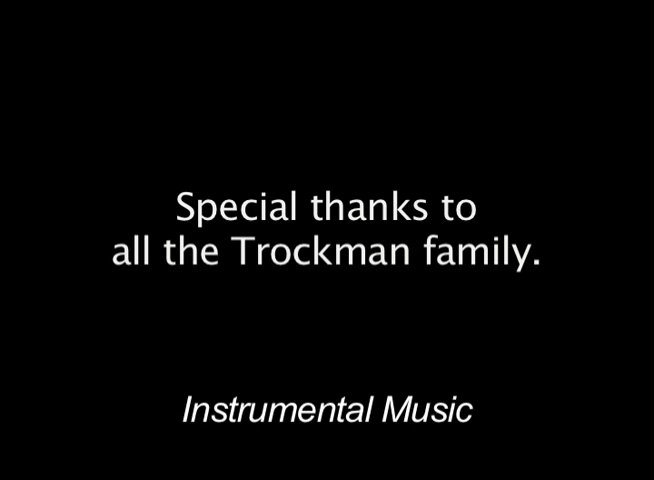 Special thanks to
all the Trockman family.
Instrumental Music